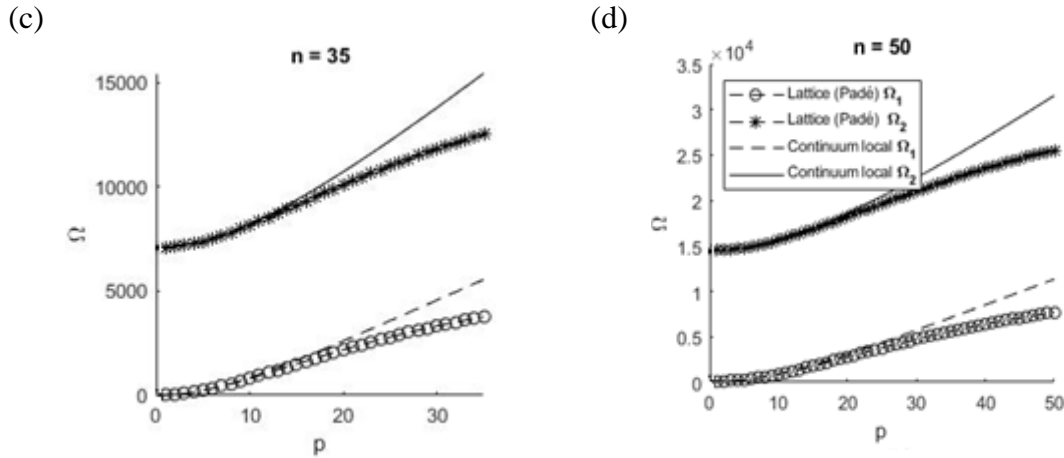 (c)
n = 35
15000
10000
5000
0
Ω
0 10 20 30
p
(d)
n = 50
×10⁴
3.5
3
2.5
2
1.5
1
0.5
0
Ω
Lattice (Padé) Ω₁
Lattice (Padé) Ω₂
Continuum local Ω₁
Continuum local Ω₂
0 10 20 30 40 50
p